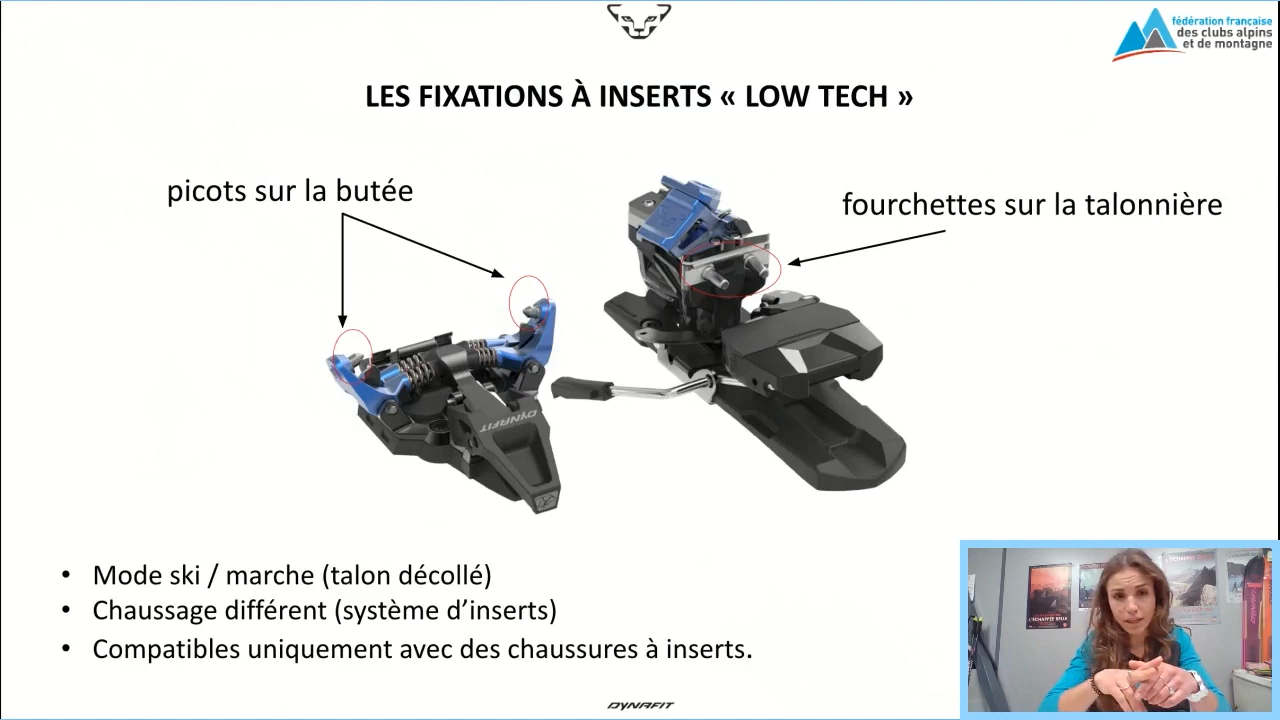 fédération française
des clubs alpins
et de montagne
LES FIXATIONS À INSERTS « LOW TECH »
picots sur la butée
fourchettes sur la talonnière
DYNAFIT
• Mode ski / marche (talon décollé)
• Chaussage différent (système d’inserts)
• Compatibles uniquement avec des chaussures à inserts.
L'ÉCHAPPÉE BELLE
DYNAFIT